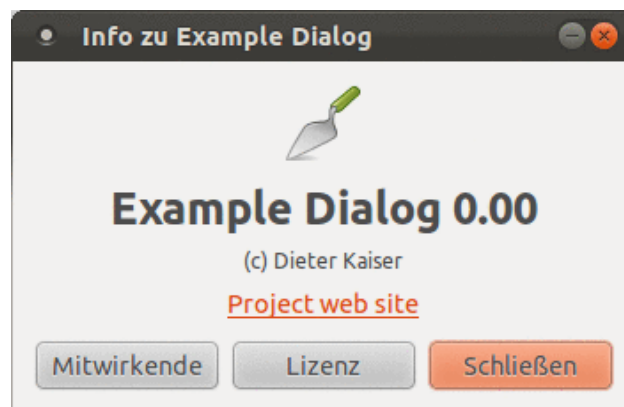 Info zu Example Dialog
Example Dialog 0.00
(c) Dieter Kaiser
Project web site
Mitwirkende Lizenz Schließen